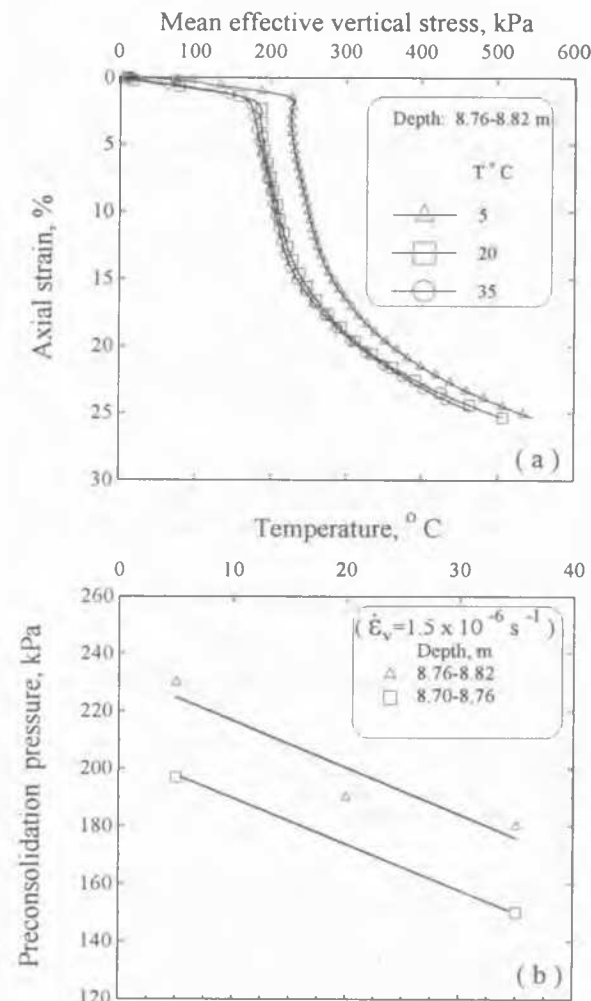 Mean effective vertical stress, kPa
0 100 200 300 400 500 600
0
5
10
15
20
25
30
Axial strain, %
Depth: 8.76-8.82 m
T° C
5
20
35
( a )
Temperature, ° C
0 10 20 30 40
260
240
220
200
180
160
140
120
Preconsolidation pressure, kPa
( ε̇v=1.5 x 10⁻⁶ s⁻¹ )
Depth, m
8.76-8.82
8.70-8.76
( b )